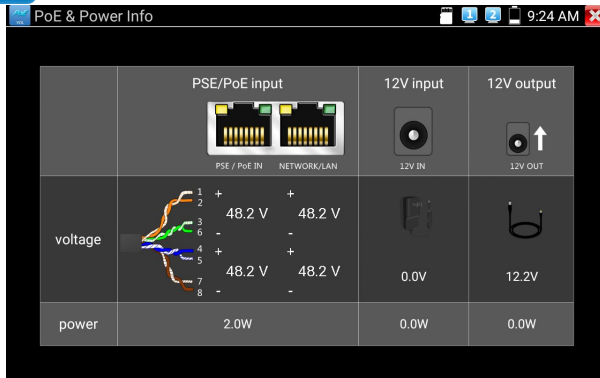 PoE & Power Info
1
2
9:24 AM
PSE/PoE input
12V input
12V output
PSE / PoE IN
NETWORK/LAN
12V IN
12V OUT
voltage
1 + +
2
48.2 V 48.2 V
3
6 - -
4 + +
5
48.2 V 48.2 V
7
8 - -
0.0V
12.2V
power
2.0W
0.0W
0.0W